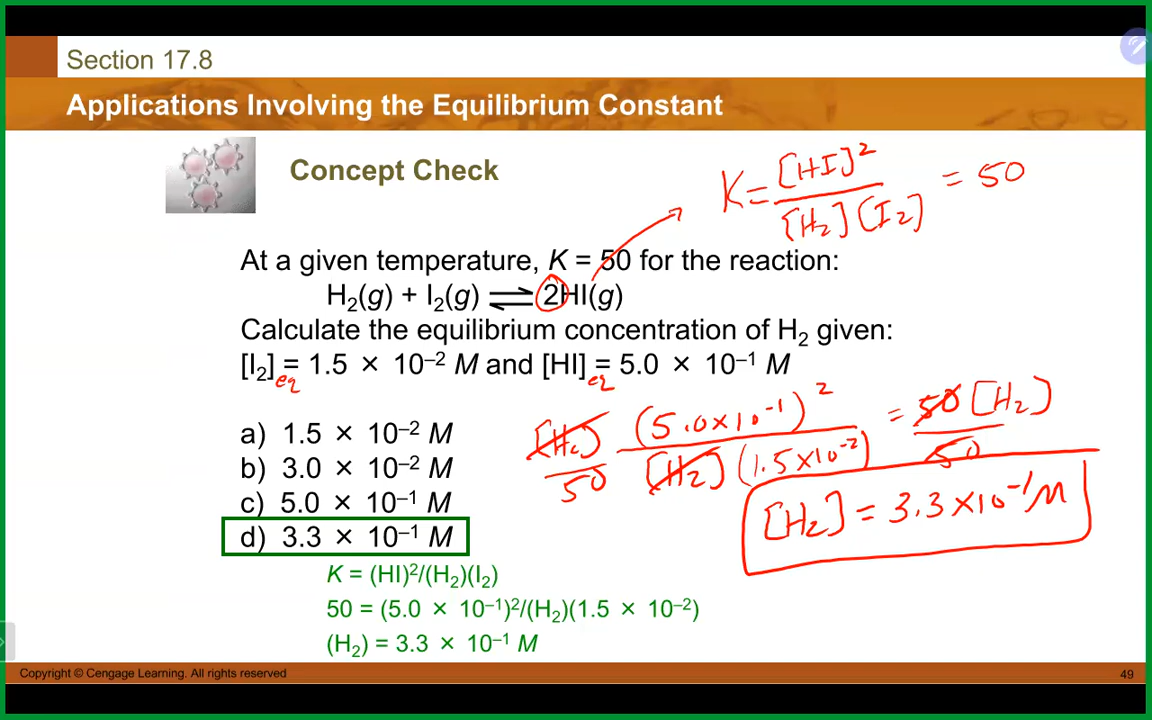 Section 17.8
Applications Involving the Equilibrium Constant
Concept Check
K = [HI]² / [H₂][I₂] = 50
At a given temperature, K = 50 for the reaction:
H₂(g) + I₂(g) ⇌ 2HI(g)
Calculate the equilibrium concentration of H₂ given:
[I₂] = 1.5 × 10⁻² M and [HI] = 5.0 × 10⁻¹ M
eq eq
[H₂]/50 (5.0×10⁻¹)² / [H₂](1.5×10⁻²) = 50[H₂] / 50
[H₂] = 3.3×10⁻¹ M
a) 1.5 × 10⁻² M
b) 3.0 × 10⁻² M
c) 5.0 × 10⁻¹ M
d) 3.3 × 10⁻¹ M
K = (HI)²/(H₂)(I₂)
50 = (5.0 × 10⁻¹)²/(H₂)(1.5 × 10⁻²)
(H₂) = 3.3 × 10⁻¹ M
Copyright © Cengage Learning. All rights reserved
49